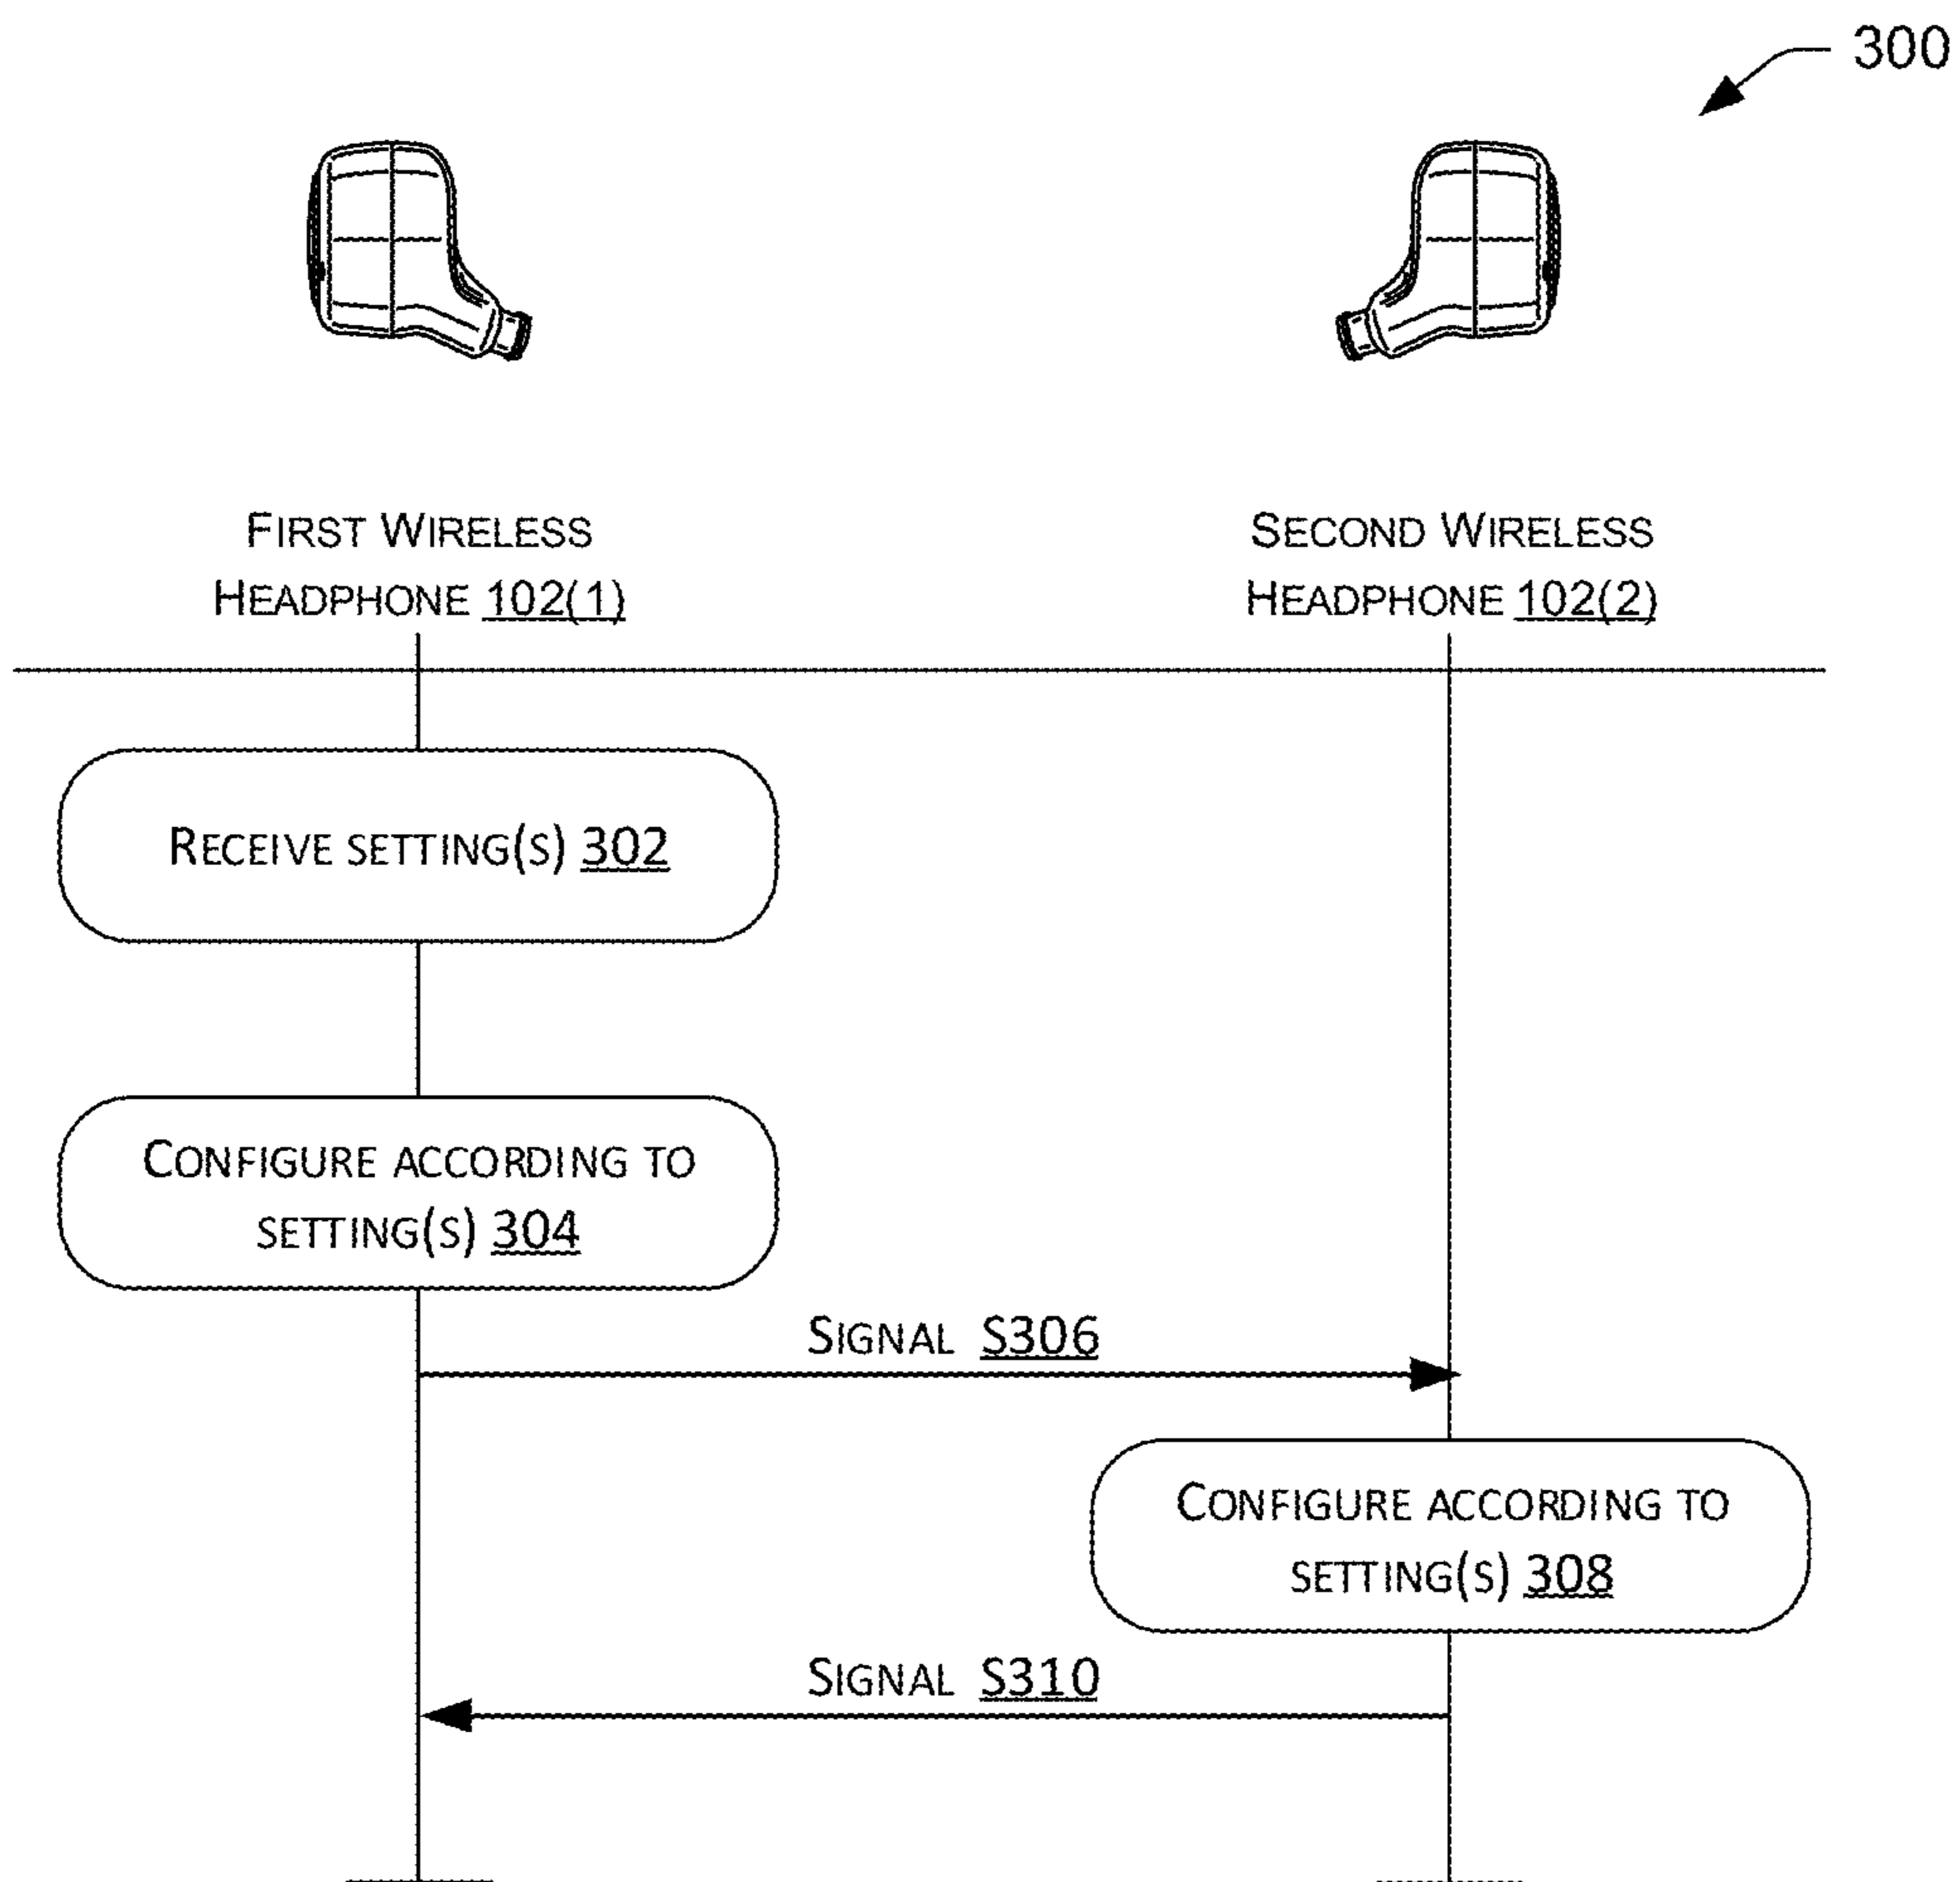 300
FIRST WIRELESS
HEADPHONE 102(1)
SECOND WIRELESS
HEADPHONE 102(2)
RECEIVE SETTING(S) 302
CONFIGURE ACCORDING TO
SETTING(S) 304
SIGNAL S306
CONFIGURE ACCORDING TO
SETTING(S) 308
SIGNAL S310